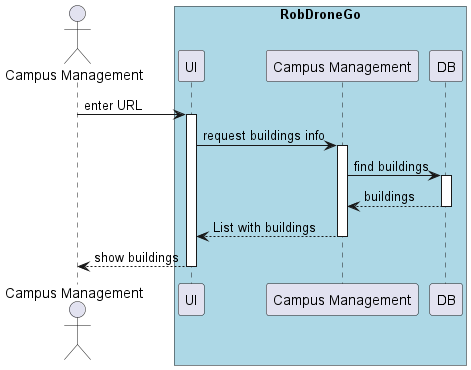 RobDroneGo
Campus Management
UI
Campus Management
DB
enter URL
request buildings info
find buildings
buildings
List with buildings
show buildings
Campus Management
UI
Campus Management
DB